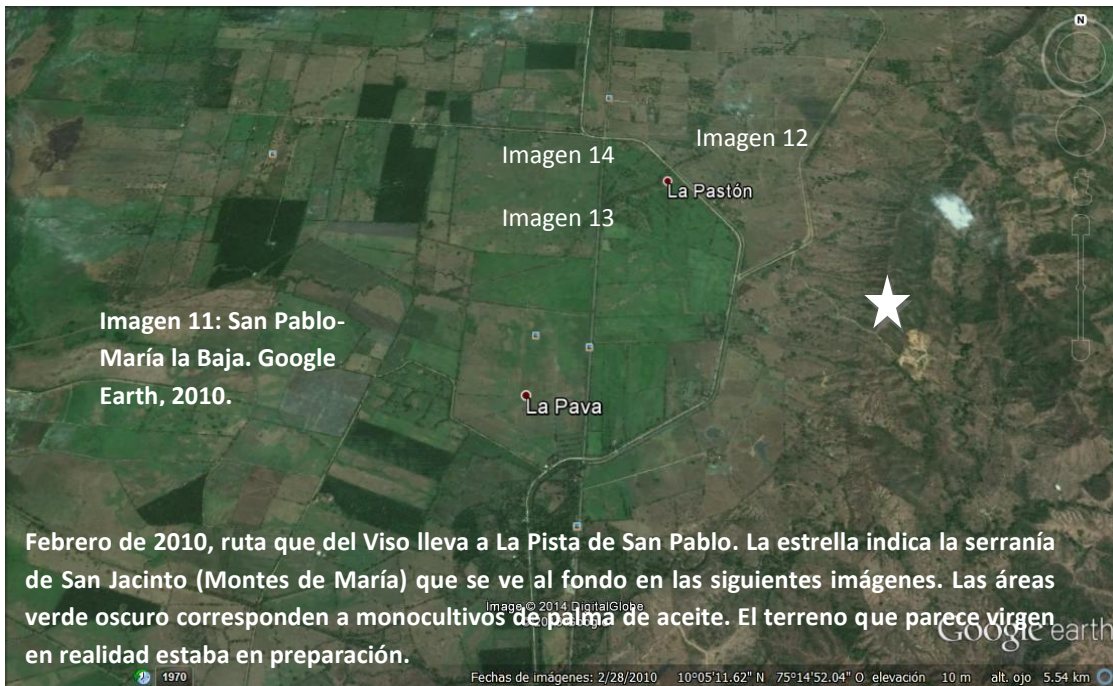 N
Imagen 12
Imagen 14
La Pastón
Imagen 13
Imagen 11: San Pablo-
María la Baja. Google
Earth, 2010.
La Pava
Febrero de 2010, ruta que del Viso lleva a La Pista de San Pablo. La estrella indica la serranía
de San Jacinto (Montes de María) que se ve al fondo en las siguientes imágenes. Las áreas
verde oscuro corresponden a monocultivos de palma de aceite. El terreno que parece virgen
en realidad estaba en preparación.
Image © 2014 DigitalGlobe
Google earth
1970
Fechas de imágenes: 2/28/2010 10°05'11.62" N 75°14'52.04" O elevación 10 m alt. ojo 5.54 km